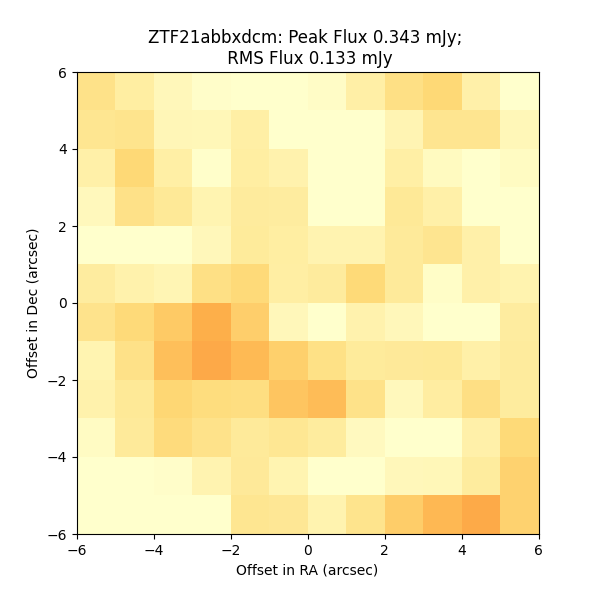 ZTF21abbxdcm: Peak Flux 0.343 mJy;
RMS Flux 0.133 mJy
6
4
2
0
−2
−4
−6
Offset in Dec (arcsec)
−6 −4 −2 0 2 4 6
Offset in RA (arcsec)